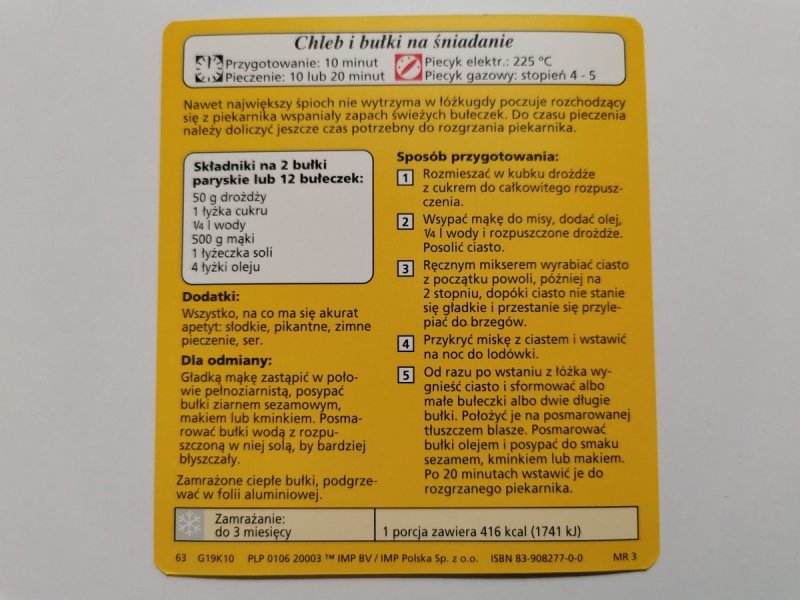 Chleb i bułki na śniadanie
Przygotowanie: 10 minut
Pieczenie: 10 lub 20 minut
Piecyk elektr.: 225 °C
Piecyk gazowy: stopień 4 - 5
Nawet największy śpioch nie wytrzyma w łóżkugdy poczuje rozchodzący
się z piekarnika wspaniały zapach świeżych bułeczek. Do czasu pieczenia
należy doliczyć jeszcze czas potrzebny do rozgrzania piekarnika.
Składniki na 2 bułki
paryskie lub 12 bułeczek:
50 g drożdży
1 łyżka cukru
¼ l wody
500 g mąki
1 łyżeczka soli
4 łyżki oleju
Dodatki:
Wszystko, na co ma się akurat
apetyt: słodkie, pikantne, zimne
pieczenie, ser.
Dla odmiany:
Gładką mąkę zastąpić w poło-
wie pełnoziarnistą, posypać
bułki ziarnem sezamowym,
makiem lub kminkiem. Posma-
rować bułki wodą z rozpu-
szczoną w niej solą, by bardziej
błyszczały.
Zamrażone ciepłe bułki, podgrze-
wać w folii aluminiowej.
Sposób przygotowania:
1 Rozmieszać w kubku drożdże
z cukrem do całkowitego rozpusz-
czenia.
2 Wsypać mąkę do misy, dodać olej,
¼ l wody i rozpuszczone drożdże.
Posolić ciasto.
3 Ręcznym mikserem wyrabiać ciasto
z początku powoli, później na
2 stopniu, dopóki ciasto nie stanie
się gładkie i przestanie się przyle-
piać do brzegów.
4 Przykryć miskę z ciastem i wstawić
na noc do lodówki.
5 Od razu po wstaniu z łóżka wy-
gnieść ciasto i sformować albo
małe bułeczki albo dwie długie
bułki. Położyć je na posmarowanej
tłuszczem blasze. Posmarować
bułki olejem i posypać do smaku
sezamem, kminkiem lub makiem.
Po 20 minutach wstawić je do
rozgrzanego piekarnika.
Zamrażanie:
do 3 miesięcy
1 porcja zawiera 416 kcal (1741 kJ)
63 G19K10 PLP 0106 20003 ™ IMP BV / IMP Polska Sp. z o.o. ISBN 83-908277-0-0 MR 3